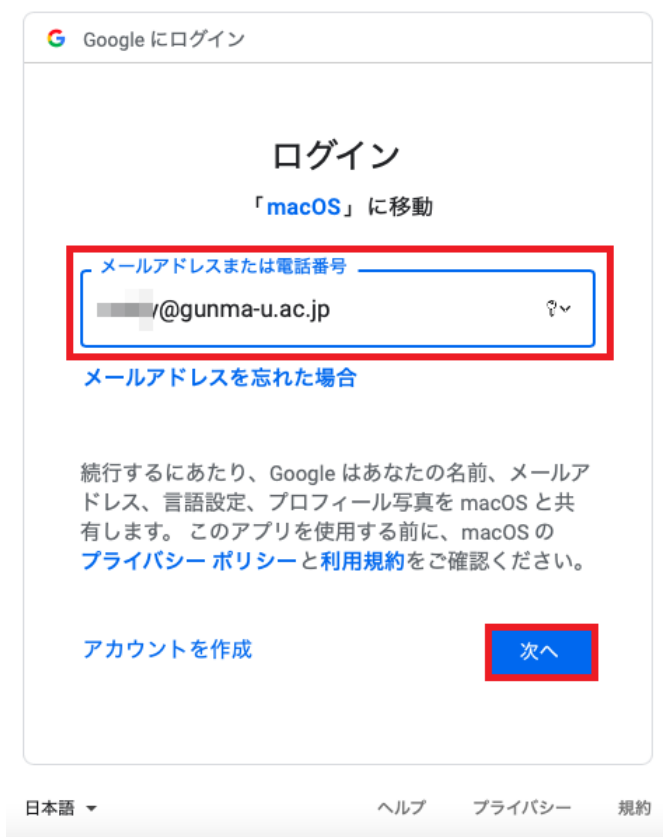 Google にログイン
ログイン
「macOS」に移動
メールアドレスまたは電話番号
y@gunma-u.ac.jp
メールアドレスを忘れた場合
続行するにあたり、Google はあなたの名前、メールア
ドレス、言語設定、プロフィール写真を macOS と共
有します。 このアプリを使用する前に、macOS の
プライバシー ポリシーと利用規約をご確認ください。
アカウントを作成
次へ
日本語
ヘルプ プライバシー 規約